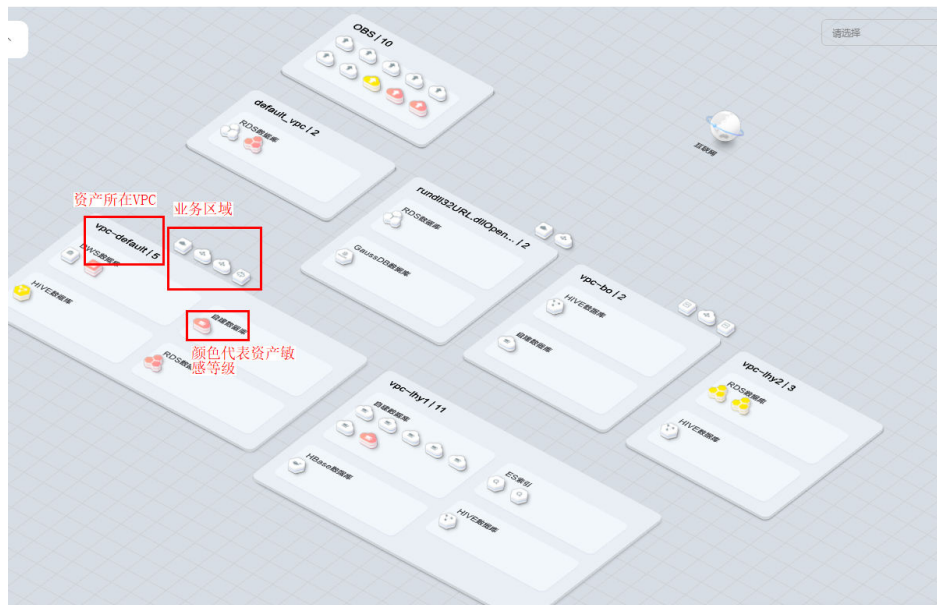 OBS | 10
请选择
default_vpc | 2
RDS数据库
互联网
资产所在VPC
业务区域
rundll32URL.dllOpen... | 2
RDS数据库
GaussDB数据库
vpc-default | 5
DWS数据库
HIVE数据库
自建数据库
颜色代表资产敏
感等级
RDS数据库
vpc-bo | 2
HIVE数据库
自建数据库
vpc-lhy2 | 3
RDS数据库
HIVE数据库
vpc-lhy1 | 11
自建数据库
HBase数据库
ES索引
HIVE数据库